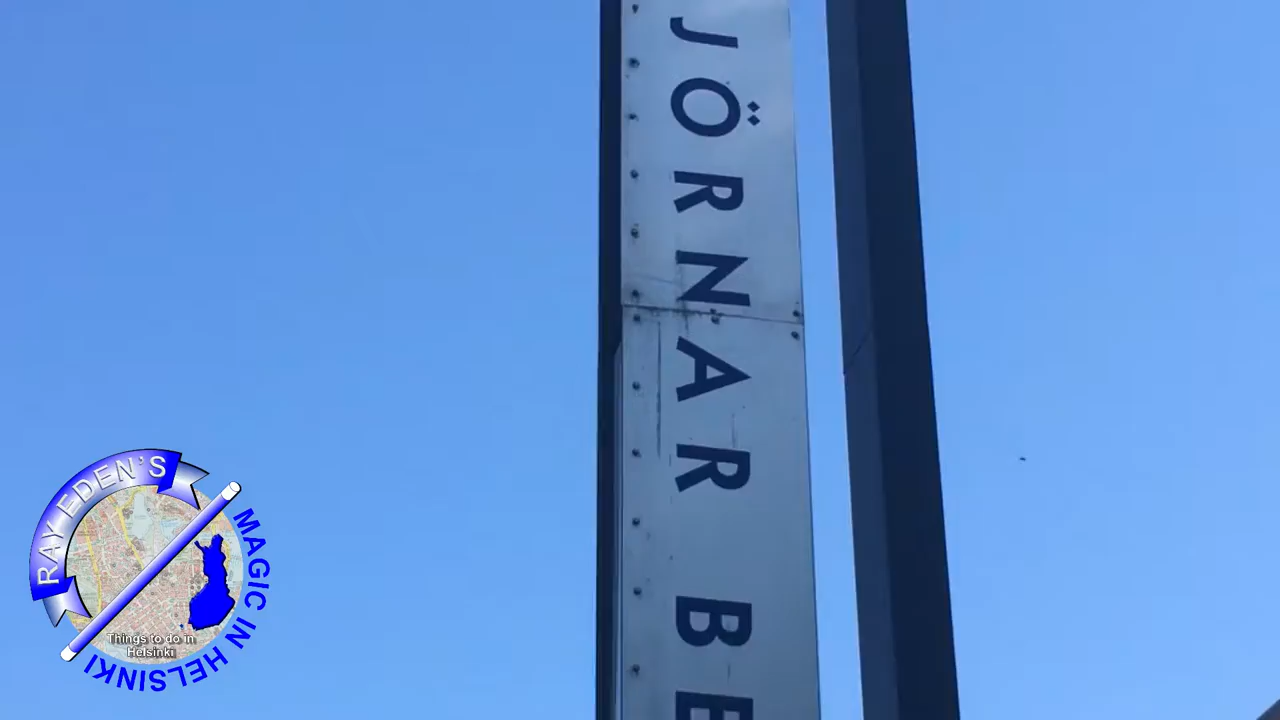 JÖRNAR BE
RAY EDEN'S
MAGIC IN HELSINKI
Things to do in
Helsinki